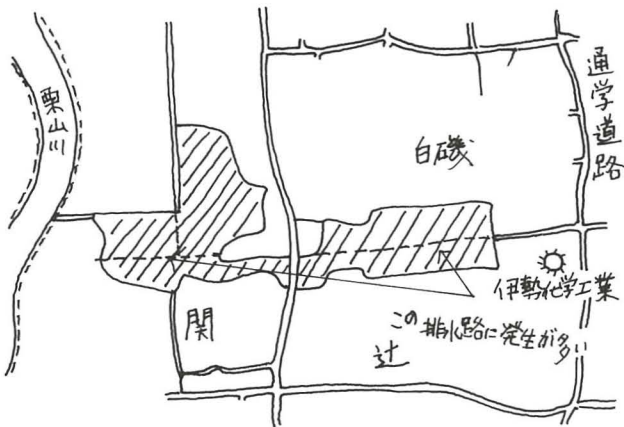 栗山川
通学道路
白磯
伊勢化学工業
この排水路に発生が多い
関
辻